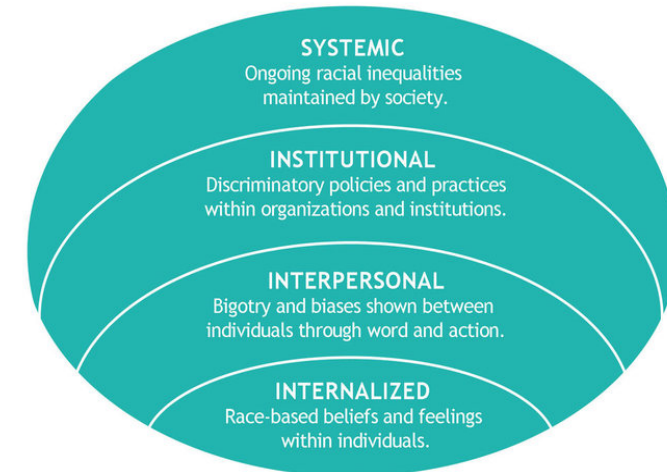 SYSTEMIC
Ongoing racial inequalities
maintained by society.
INSTITUTIONAL
Discriminatory policies and practices
within organizations and institutions.
INTERPERSONAL
Bigotry and biases shown between
individuals through word and action.
INTERNALIZED
Race-based beliefs and feelings
within individuals.